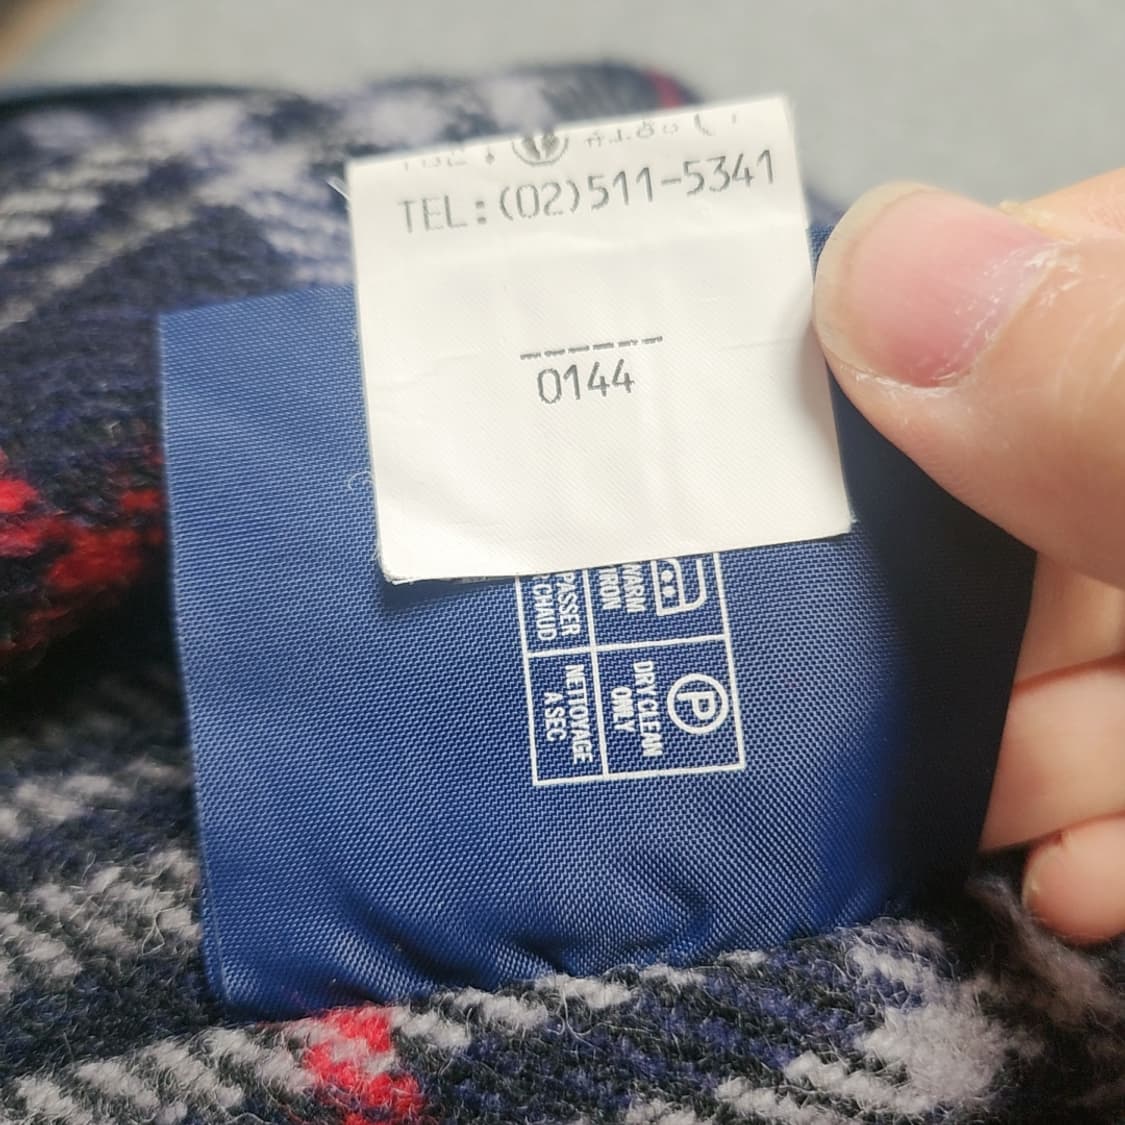 TEL:(02)511-5341
0144
WARM
IRON
PASSER
CHAUD
DRY CLEAN
ONLY
P
NETTOYAGE
A SEC